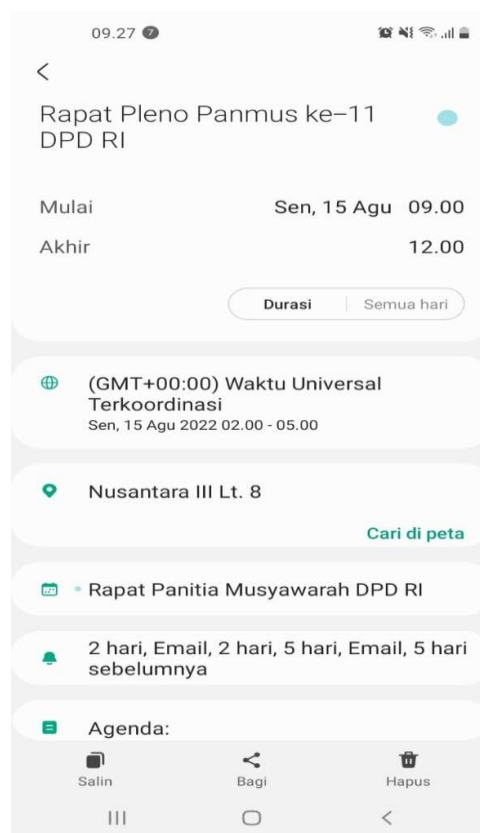 09.27 7
Rapat Pleno Panmus ke-11
DPD RI
Mulai Sen, 15 Agu 09.00
Akhir 12.00
Durasi Semua hari
(GMT+00:00) Waktu Universal
Terkoordinasi
Sen, 15 Agu 2022 02.00 - 05.00
Nusantara III Lt. 8
Cari di peta
Rapat Panitia Musyawarah DPD RI
2 hari, Email, 2 hari, 5 hari, Email, 5 hari
sebelumnya
Agenda:
Salin Bagi Hapus